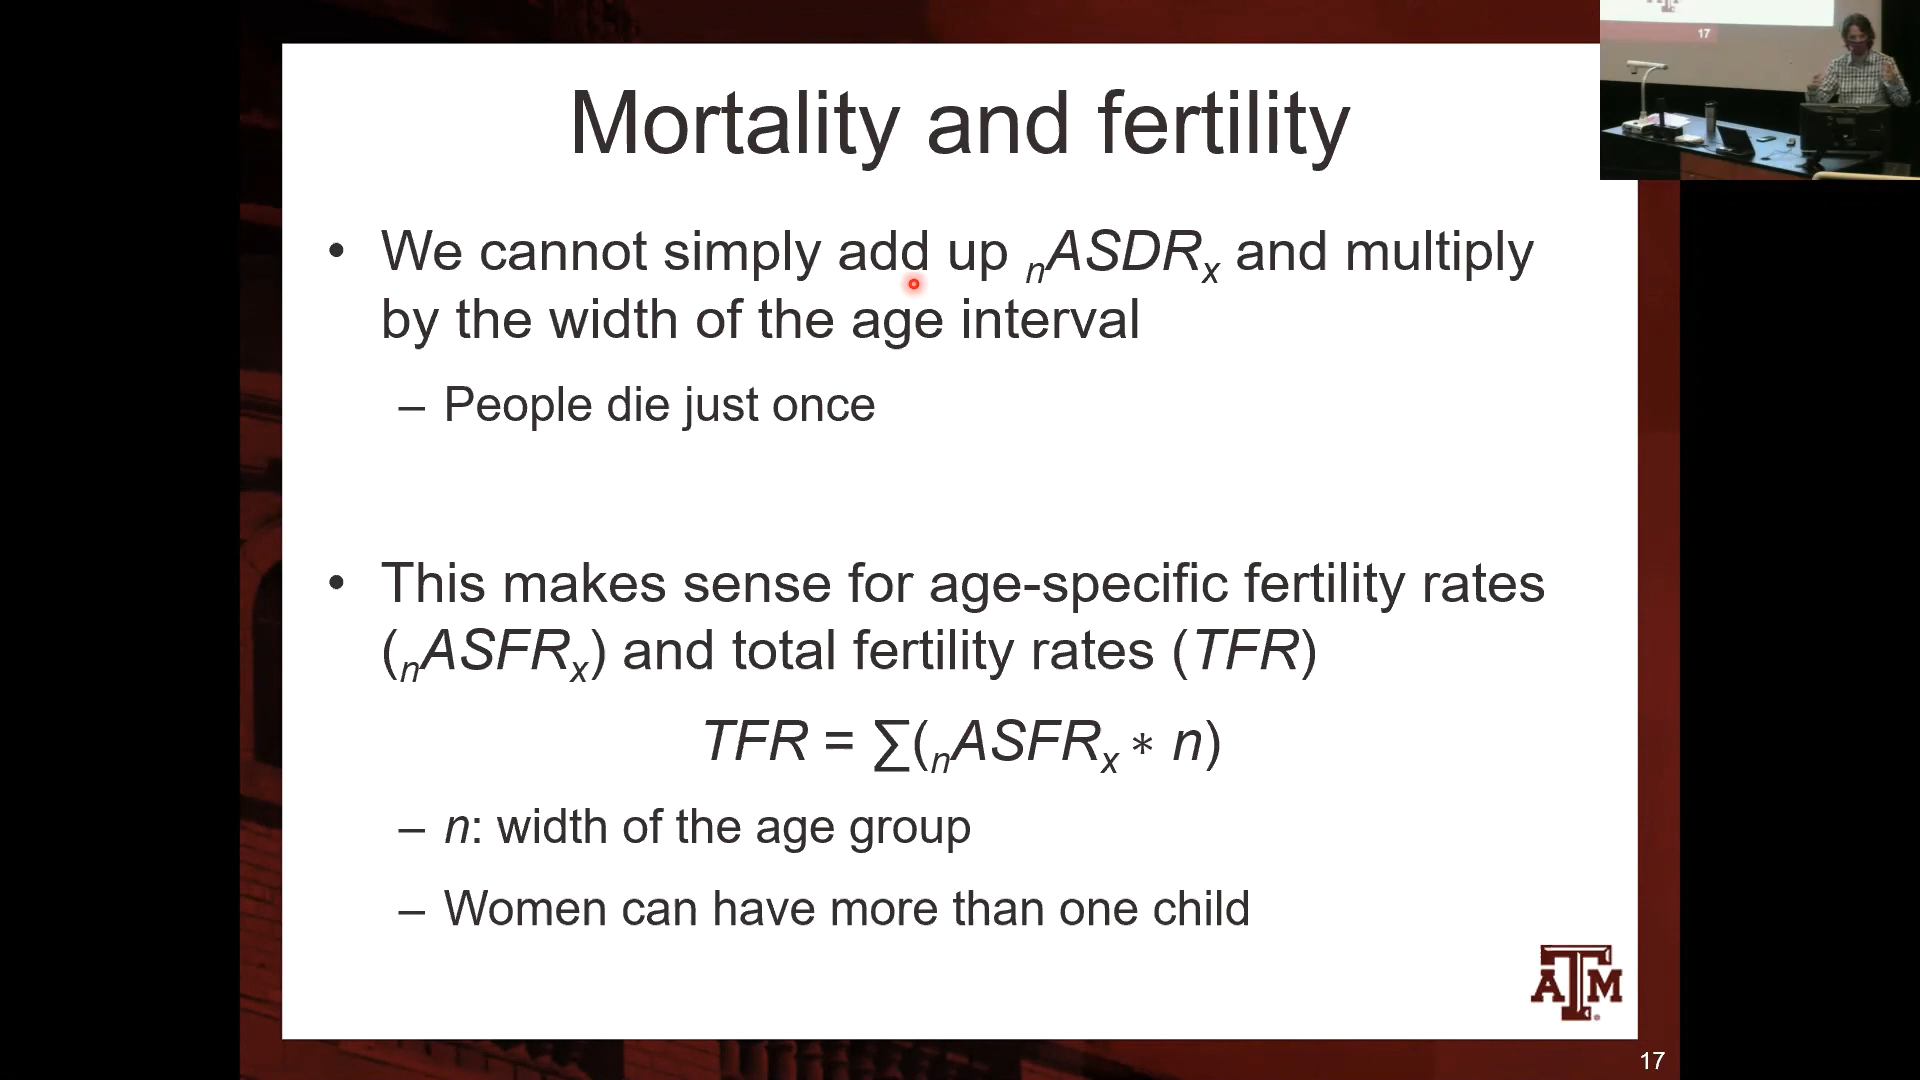 Mortality and fertility
• We cannot simply add up nASDRx and multiply
by the width of the age interval
– People die just once
• This makes sense for age-specific fertility rates
(nASFRx) and total fertility rates (TFR)
TFR = ∑(nASFRx * n)
– n: width of the age group
– Women can have more than one child
ATM
17
17